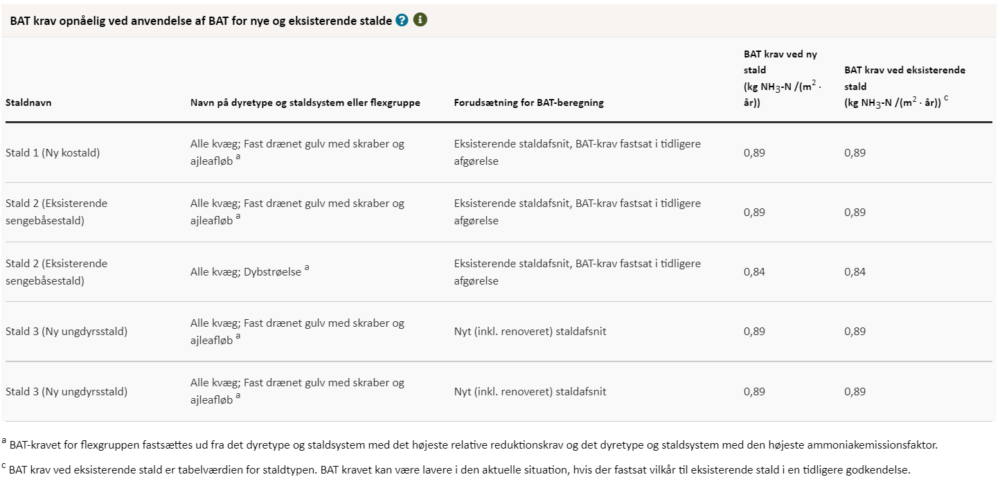 BAT krav opnåelig ved anvendelse af BAT for nye og eksisterende stalde ? i
Staldnavn
Navn på dyretype og staldsystem eller flexgruppe
Forudsætning for BAT-beregning
BAT krav ved ny
stald
(kg NH3-N /(m2 ·
år))
BAT krav ved eksisterende
stald
(kg NH3-N /(m2 · år)) c
Stald 1 (Ny kostald)
Alle kvæg; Fast drænet gulv med skraber og
ajleafløb a
Eksisterende staldafsnit, BAT-krav fastsat i tidligere
afgørelse
0,89
0,89
Stald 2 (Eksisterende
sengebåsestald)
Alle kvæg; Fast drænet gulv med skraber og
ajleafløb a
Eksisterende staldafsnit, BAT-krav fastsat i tidligere
afgørelse
0,89
0,89
Stald 2 (Eksisterende
sengebåsestald)
Alle kvæg; Dybstrøelse a
Eksisterende staldafsnit, BAT-krav fastsat i tidligere
afgørelse
0,84
0,84
Stald 3 (Ny ungdyrsstald)
Alle kvæg; Fast drænet gulv med skraber og
ajleafløb a
Nyt (inkl. renoveret) staldafsnit
0,89
0,89
Stald 3 (Ny ungdyrsstald)
Alle kvæg; Fast drænet gulv med skraber og
ajleafløb a
Nyt (inkl. renoveret) staldafsnit
0,89
0,89
a BAT-kravet for flexgruppen fastsættes ud fra det dyretype og staldsystem med det højeste relative reduktionskrav og det dyretype og staldsystem med den højeste ammoniakemissionsfaktor.
c BAT krav ved eksisterende stald er tabelværdien for staldtypen. BAT kravet kan være lavere i den aktuelle situation, hvis der fastsat vilkår til eksisterende stald i en tidligere godkendelse.